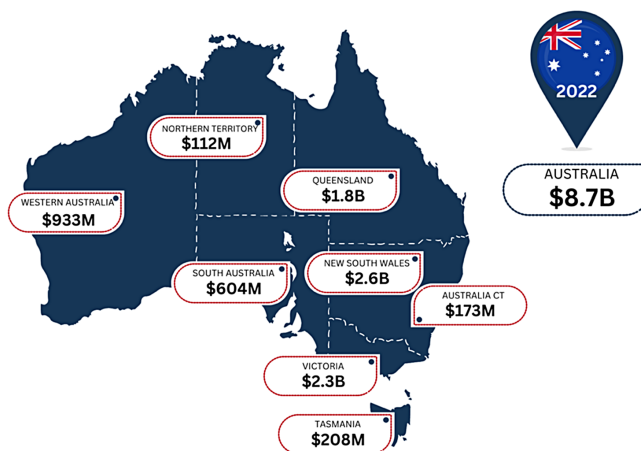 2022
AUSTRALIA
$8.7B
NORTHERN TERRITORY
$112M
QUEENSLAND
$1.8B
WESTERN AUSTRALIA
$933M
SOUTH AUSTRALIA
$604M
NEW SOUTH WALES
$2.6B
AUSTRALIA CT
$173M
VICTORIA
$2.3B
TASMANIA
$208M